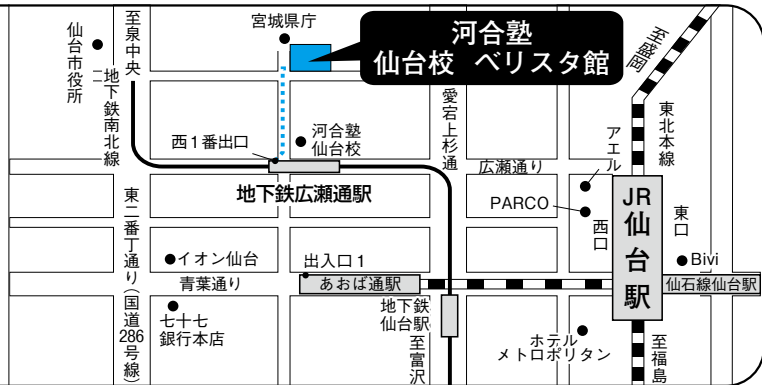 宮城県庁
河合塾
仙台校 ベリスタ館
至泉中央
仙台市役所
地下鉄南北線
至盛岡
愛宕上杉通
東北本線
アエル
河合塾
仙台校
西1番出口
広瀬通り
地下鉄広瀬通駅
PARCO
西口
JR仙台駅
東口
東二番丁通り(国道286号線)
イオン仙台
出入口1
Bivi
青葉通り
あおば通駅
仙石線仙台駅
七十七
銀行本店
地下鉄
仙台駅
至富沢
ホテル
メトロポリタン
至福島